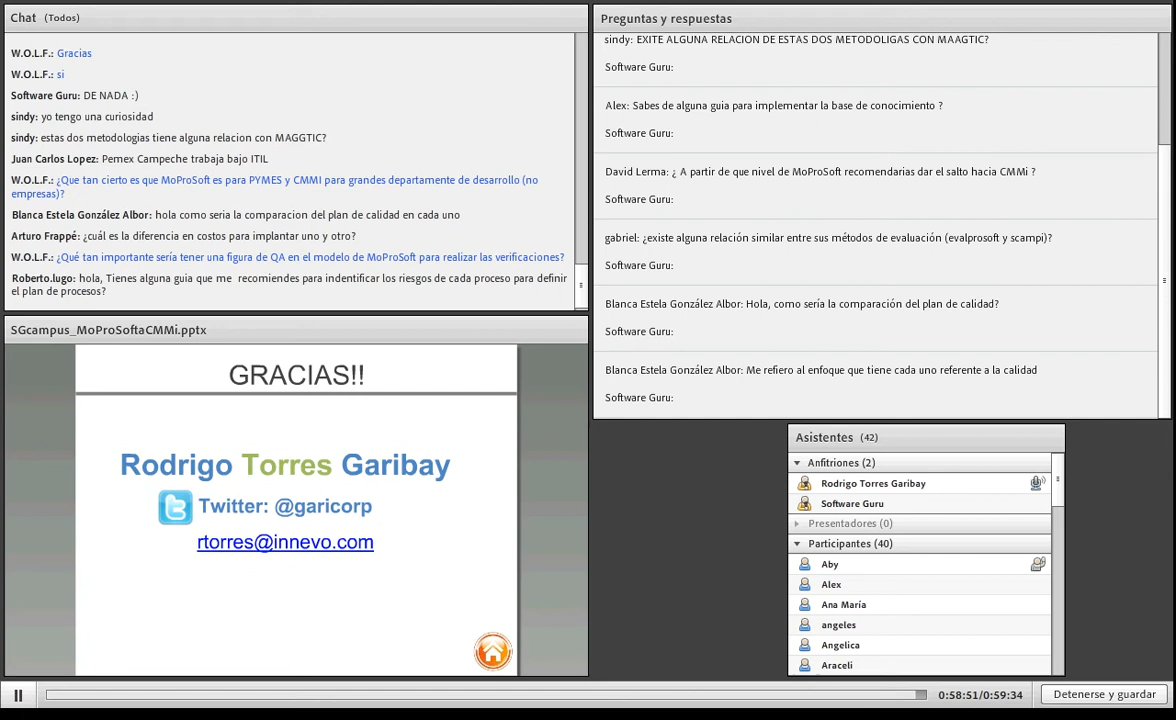 Chat (Todos)
W.O.L.F.: Gracias
W.O.L.F.: si
Software Guru: DE NADA :)
sindy: yo tengo una curiosidad
sindy: estas dos metodologias tiene alguna relacion con MAGGTIC?
Juan Carlos Lopez: Pemex Campeche trabaja bajo ITIL
W.O.L.F.: ¿Que tan cierto es que MoProSoft es para PYMES y CMMI para grandes departamente de desarrollo (no
empresas)?
Blanca Estela González Albor: hola como seria la comparacion del plan de calidad en cada uno
Arturo Frappé: ¿cuál es la diferencia en costos para implantar uno y otro?
W.O.L.F.: ¿Qué tan importante sería tener una figura de QA en el modelo de MoProSoft para realizar las verificaciones?
Roberto.lugo: hola, Tienes alguna guia que me recomiendes para indentificar los riesgos de cada proceso para definir
el plan de procesos?
Preguntas y respuestas
sindy: EXITE ALGUNA RELACION DE ESTAS DOS METODOLIGAS CON MAAGTIC?
Software Guru:
Alex: Sabes de alguna guia para implementar la base de conocimiento ?
Software Guru:
David Lerma: ¿ A partir de que nivel de MoProSoft recomendarias dar el salto hacia CMMi ?
Software Guru:
gabriel: ¿existe alguna relación similar entre sus métodos de evaluación (evalprosoft y scampi)?
Software Guru:
Blanca Estela González Albor: Hola, como sería la comparación del plan de calidad?
Software Guru:
Blanca Estela González Albor: Me refiero al enfoque que tiene cada uno referente a la calidad
Software Guru:
SGcampus_MoProSoftaCMMi.pptx
GRACIAS!!
Rodrigo Torres Garibay
Twitter: @garicorp
rtorres@innevo.com
Asistentes (42)
Anfitriones (2)
Rodrigo Torres Garibay
Software Guru
Presentadores (0)
Participantes (40)
Aby
Alex
Ana María
angeles
Angelica
Araceli
0:58:51/0:59:34
Detenerse y guardar